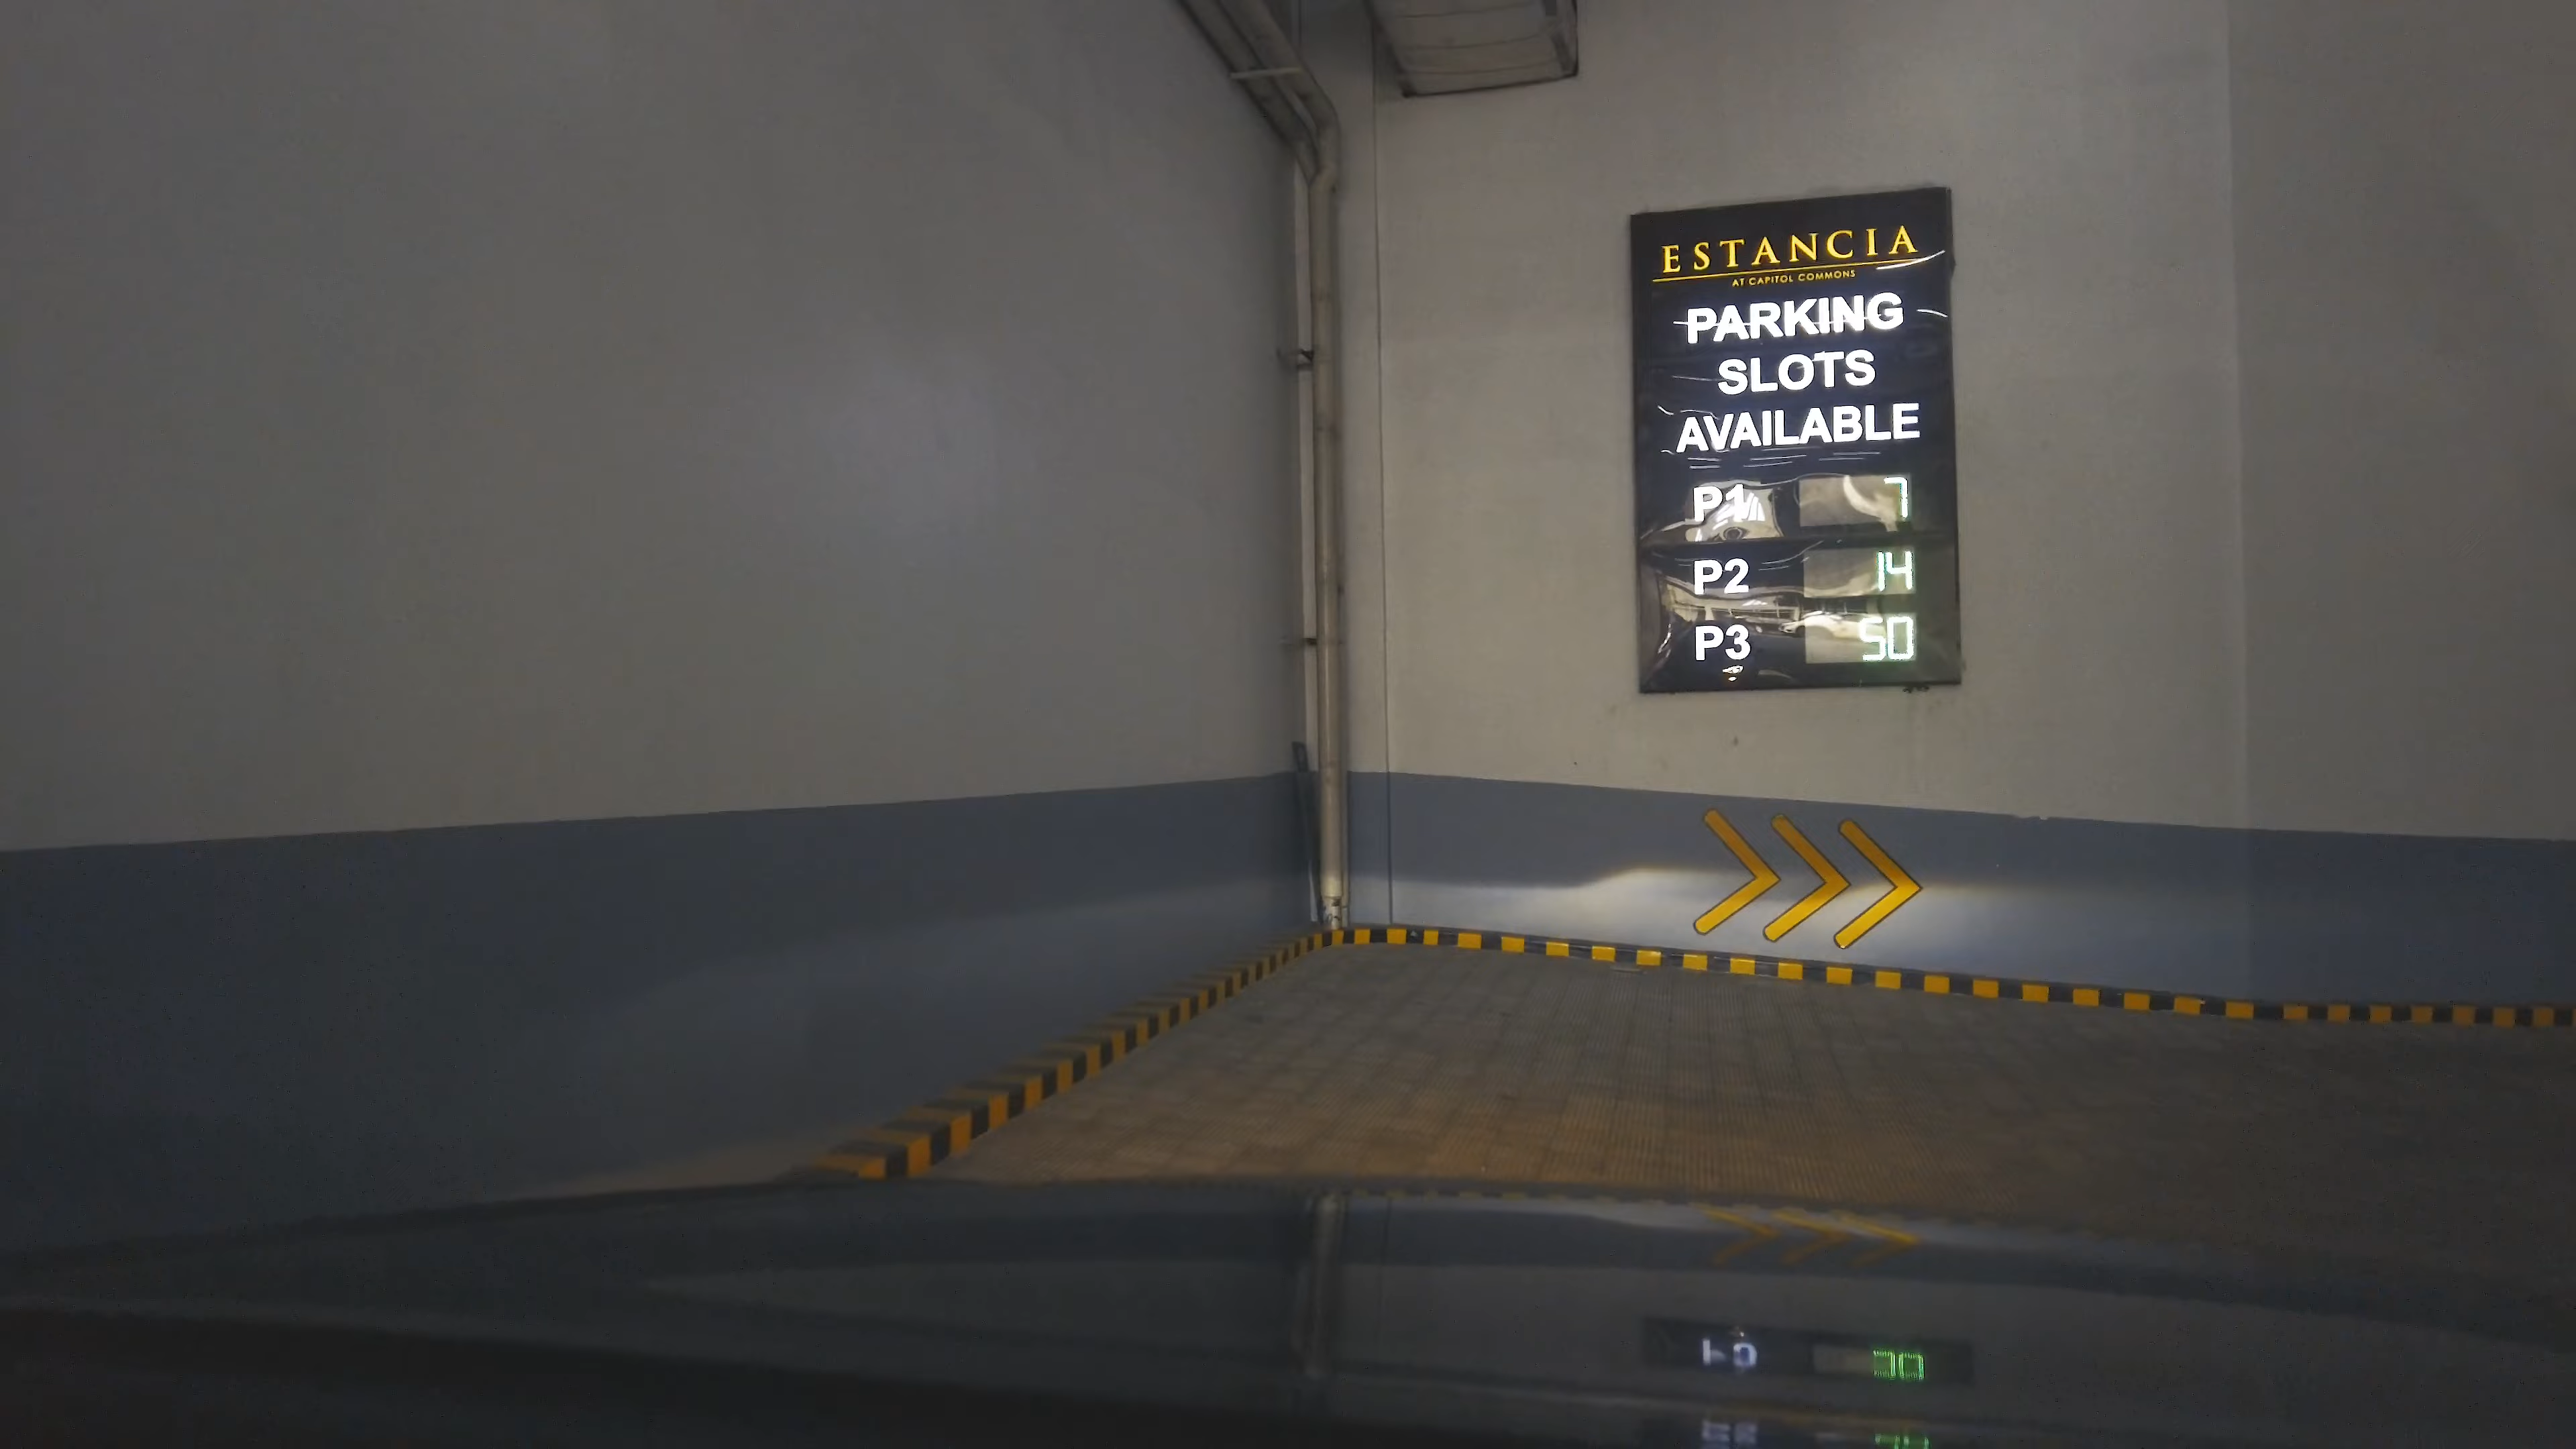 ESTANCIA
AT CAPITOL COMMONS
PARKING
SLOTS
AVAILABLE
P1 7
P2 14
P3 50